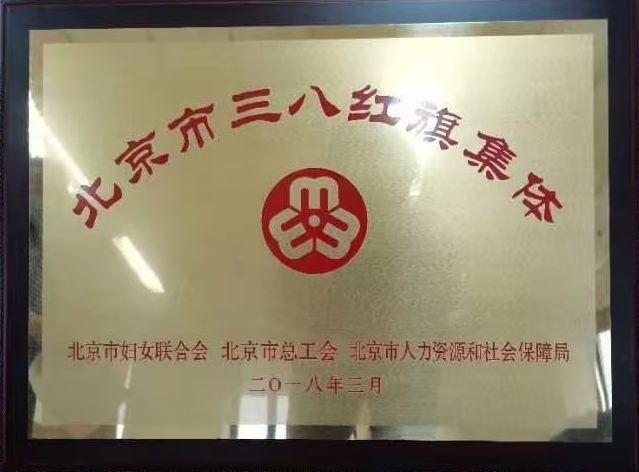 北京市三八红旗集体
北京市妇女联合会 北京市总工会 北京市人力资源和社会保障局
二〇一八年三月